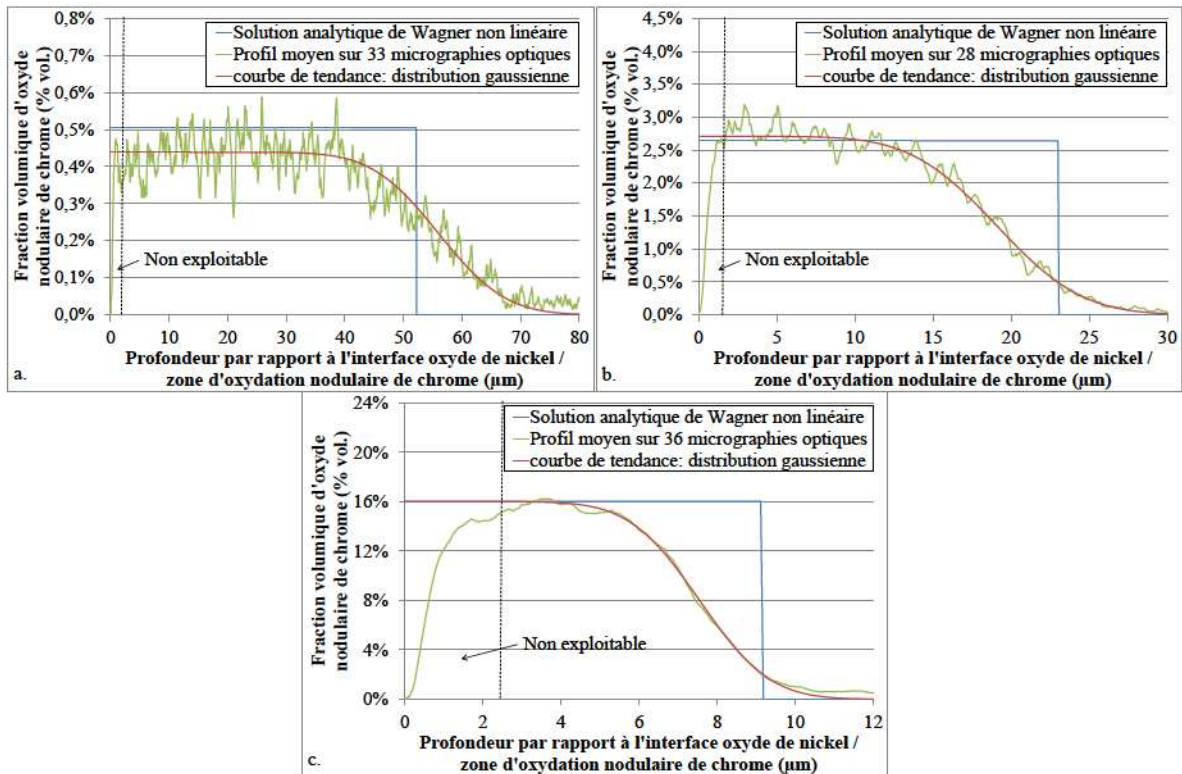 0,8%
0,7%
0,6%
0,5%
0,4%
0,3%
0,2%
0,1%
0,0%
Fraction volumique d'oxyde
nodulaire de chrome (% vol.)
Solution analytique de Wagner non linéaire
Profil moyen sur 33 micrographies optiques
courbe de tendance: distribution gaussienne
Non exploitable
0 10 20 30 40 50 60 70 80
Profondeur par rapport à l'interface oxyde de nickel /
zone d'oxydation nodulaire de chrome (µm)
a.
4,5%
4,0%
3,5%
3,0%
2,5%
2,0%
1,5%
1,0%
0,5%
0,0%
Fraction volumique d'oxyde
nodulaire de chrome (% vol.)
Solution analytique de Wagner non linéaire
Profil moyen sur 28 micrographies optiques
courbe de tendance: distribution gaussienne
Non exploitable
0 5 10 15 20 25 30
Profondeur par rapport à l'interface oxyde de nickel /
zone d'oxydation nodulaire de chrome (µm)
b.
24%
20%
16%
12%
8%
4%
0%
Fraction volumique d'oxyde
nodulaire de chrome (% vol.)
Solution analytique de Wagner non linéaire
Profil moyen sur 36 micrographies optiques
courbe de tendance: distribution gaussienne
Non exploitable
0 2 4 6 8 10 12
Profondeur par rapport à l'interface oxyde de nickel /
zone d'oxydation nodulaire de chrome (µm)
c.